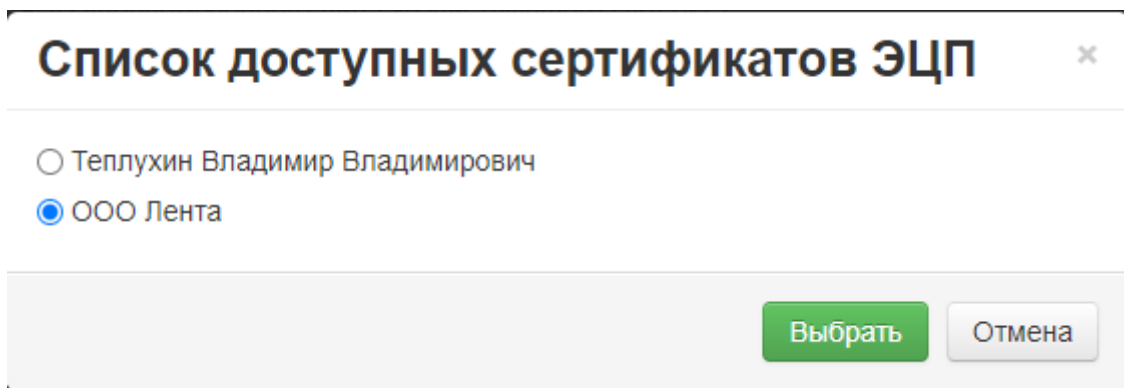 Список доступных сертификатов ЭЦП ×
Теплухин Владимир Владимирович
ООО Лента
Выбрать Отмена